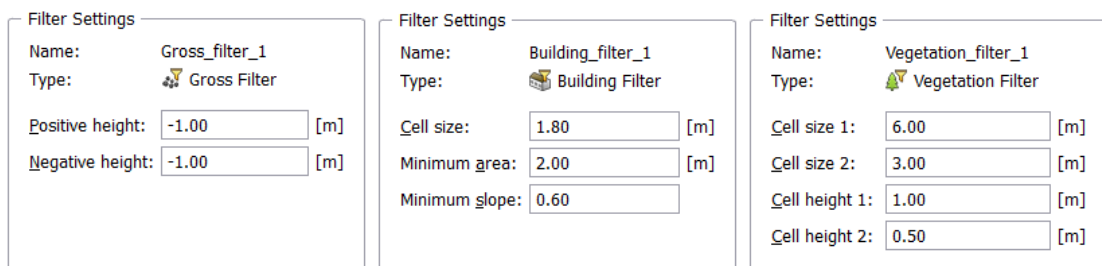 Filter Settings
Name: Gross_filter_1
Type: Gross Filter
Positive height: -1.00 [m]
Negative height: -1.00 [m]
Filter Settings
Name: Building_filter_1
Type: Building Filter
Cell size: 1.80 [m]
Minimum area: 2.00 [m]
Minimum slope: 0.60
Cell Settings
Name: Vegetation_filter_1
Type: Vegetation Filter
Cell size 1: 6.00 [m]
Cell size 2: 3.00 [m]
Cell height 1: 1.00 [m]
Cell height 2: 0.50 [m]